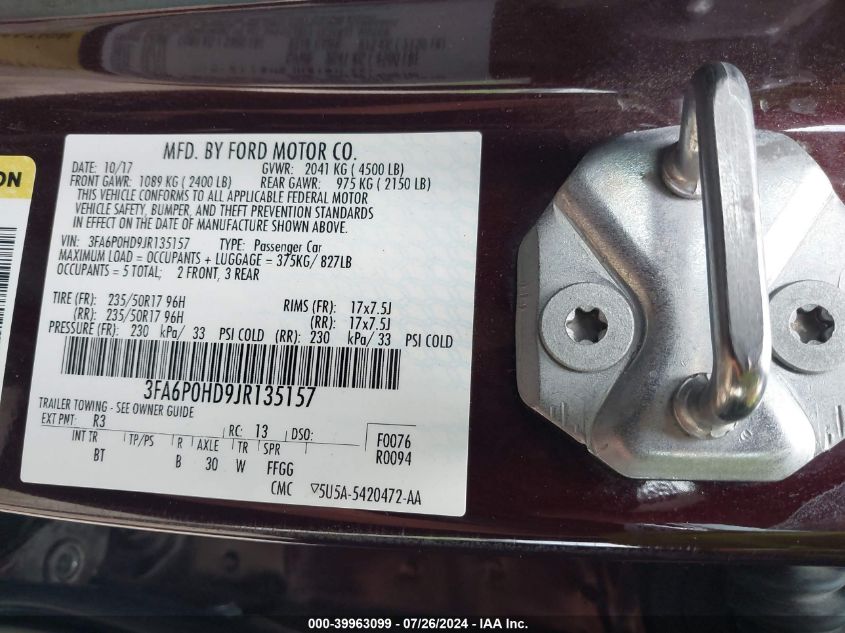 ON
MFD. BY FORD MOTOR CO.
DATE: 10/17 GVWR: 2041 KG ( 4500 LB)
FRONT GAWR: 1089 KG ( 2400 LB) REAR GAWR: 975 KG ( 2150 LB)
THIS VEHICLE CONFORMS TO ALL APPLICABLE FEDERAL MOTOR
VEHICLE SAFETY, BUMPER, AND THEFT PREVENTION STANDARDS
IN EFFECT ON THE DATE OF MANUFACTURE SHOWN ABOVE.
VIN: 3FA6P0HD9JR135157 TYPE: Passenger Car
MAXIMUM LOAD = OCCUPANTS + LUGGAGE = 375KG/ 827LB
OCCUPANTS = 5 TOTAL; 2 FRONT, 3 REAR
TIRE (FR): 235/50R17 96H RIMS (FR): 17x7.5J
(RR): 235/50R17 96H (RR): 17x7.5J
PRESSURE (FR): 230 kPa/ 33 PSI COLD (RR): 230 kPa/ 33 PSI COLD
3FA6P0HD9JR135157
TRAILER TOWING - SEE OWNER GUIDE
EXT PNT: R3 RC: 13 DSO: F0076
INT TR TP/PS R AXLE TR SPR R0094
BT B 30 W FFGG
CMC ▽5U5A-5420472-AA
000-39963099 / 07/26/2024 - IAA Inc.